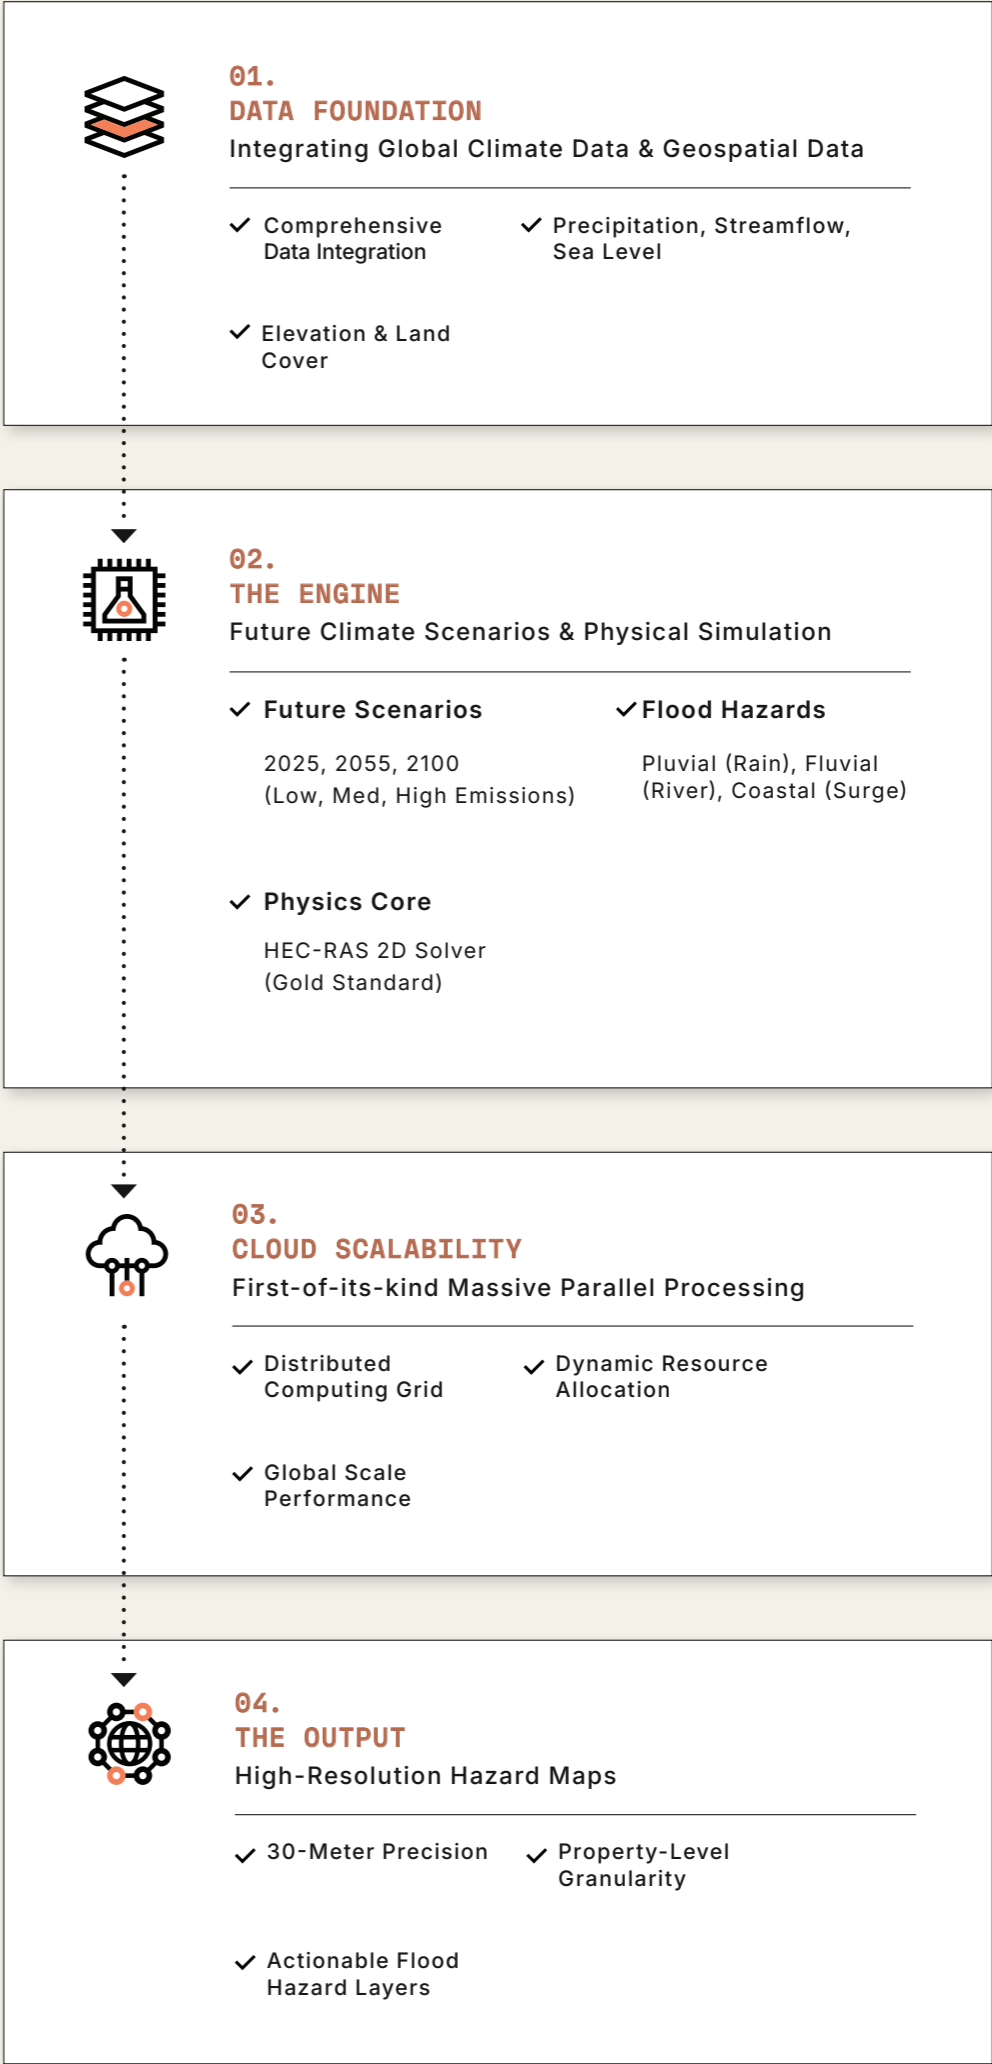 01.
DATA FOUNDATION
Integrating Global Climate Data & Geospatial Data
Comprehensive
Data Integration
Precipitation, Streamflow,
Sea Level
Elevation & Land
Cover
02.
THE ENGINE
Future Climate Scenarios & Physical Simulation
Future Scenarios
2025, 2055, 2100
(Low, Med, High Emissions)
Flood Hazards
Pluvial (Rain), Fluvial
(River), Coastal (Surge)
Physics Core
HEC-RAS 2D Solver
(Gold Standard)
03.
CLOUD SCALABILITY
First-of-its-kind Massive Parallel Processing
Distributed
Computing Grid
Dynamic Resource
Allocation
Global Scale
Performance
04.
THE OUTPUT
High-Resolution Hazard Maps
30-Meter Precision
Property-Level
Granularity
Actionable Flood
Hazard Layers